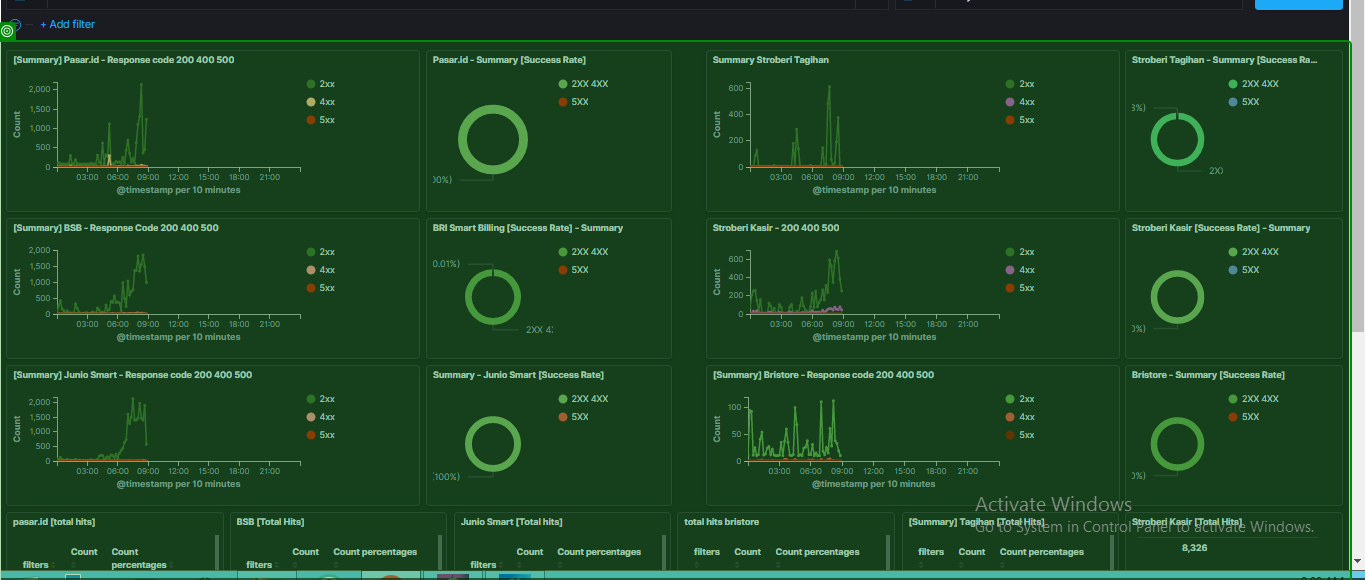 + Add filter
[Summary] Pasar.id - Response code 200 400 500
Count
2,000
1,500
1,000
500
0
03:00 06:00 09:00 12:00 15:00 18:00 21:00
@timestamp per 10 minutes
2xx
4xx
5xx
Pasar.id - Summary [Success Rate]
2XX 4XX
5XX
00%)
Summary Stroberi Tagihan
Count
600
400
200
0
03:00 06:00 09:00 12:00 15:00 18:00 21:00
@timestamp per 10 minutes
2xx
4xx
5xx
Stroberi Tagihan - Summary [Success Ra...
2XX 4XX
5XX
3%)
2X)
[Summary] BSB - Response Code 200 400 500
Count
2,000
1,500
1,000
500
0
03:00 06:00 09:00 12:00 15:00 18:00 21:00
@timestamp per 10 minutes
2xx
4xx
5xx
BRI Smart Billing [Success Rate] - Summary
2XX 4XX
5XX
0.01%)
2XX 4)
Stroberi Kasir - 200 400 500
Count
600
400
200
0
03:00 06:00 09:00 12:00 15:00 18:00 21:00
@timestamp per 10 minutes
2xx
4xx
5xx
Stroberi Kasir [Success Rate] - Summary
2XX 4XX
5XX
0%)
[Summary] Junio Smart - Response code 200 400 500
Count
2,000
1,500
1,000
500
0
03:00 06:00 09:00 12:00 15:00 18:00 21:00
@timestamp per 10 minutes
2xx
4xx
5xx
Summary - Junio Smart [Success Rate]
2XX 4XX
5XX
(100%)
[Summary] Bristore - Response code 200 400 500
Count
100
50
0
03:00 06:00 09:00 12:00 15:00 18:00 21:00
@timestamp per 10 minutes
2xx
4xx
5xx
Bristore - Summary [Success Rate]
2XX 4XX
5XX
0%)
Activate Windows
Go to System in Control Panel to activate Windows.
pasar.id [total hits]
filters Count Count percentages
BSB [Total Hits]
filters Count Count percentages
Junio Smart [Total hits]
filters Count Count percentages
total hits bristore
filters Count Count percentages
[Summary] Tagihan [Total Hits]
filters Count Count percentages
Stroberi Kasir [Total Hits]
8,326